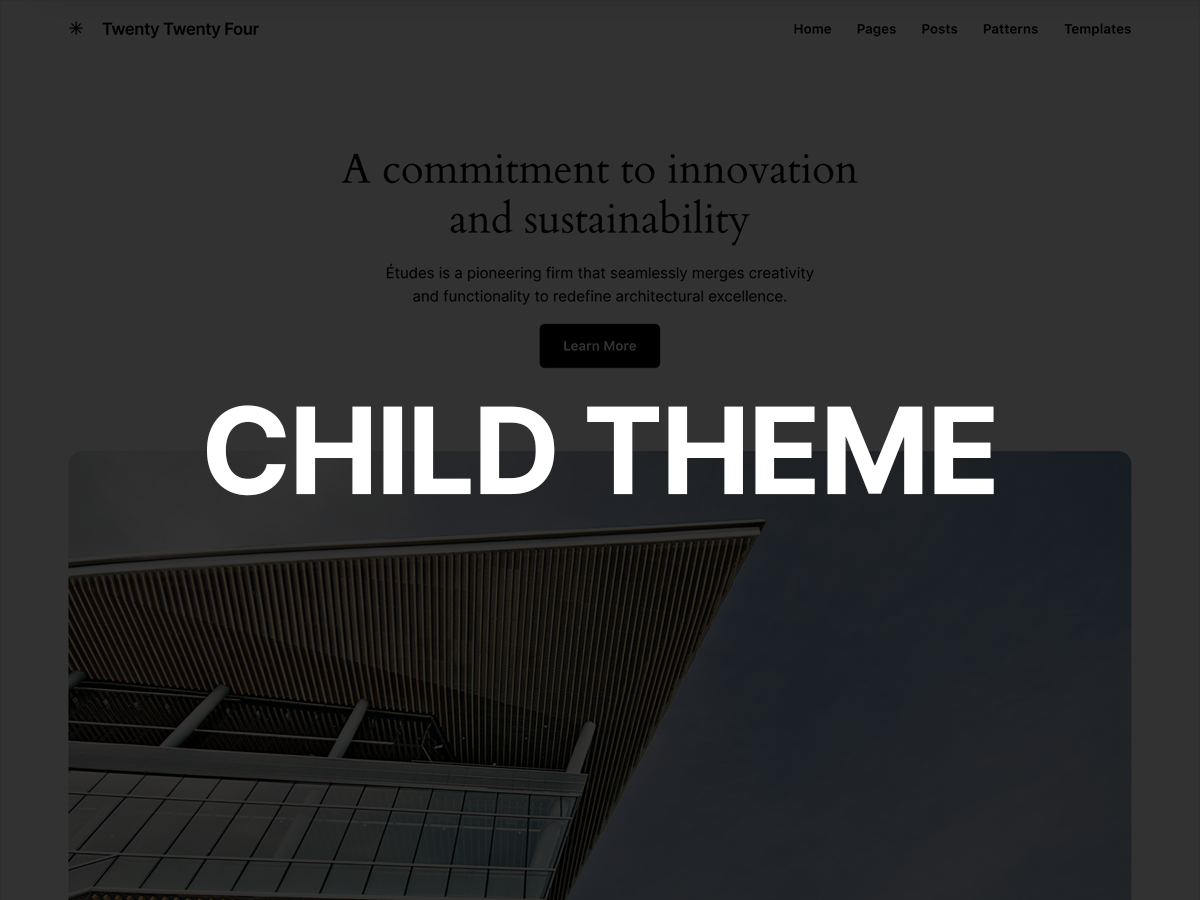 Twenty Twenty Four
Home Pages Posts Patterns Templates
A commitment to innovation
and sustainability
Études is a pioneering firm that seamlessly merges creativity
and functionality to redefine architectural excellence.
Learn More
CHILD THEME